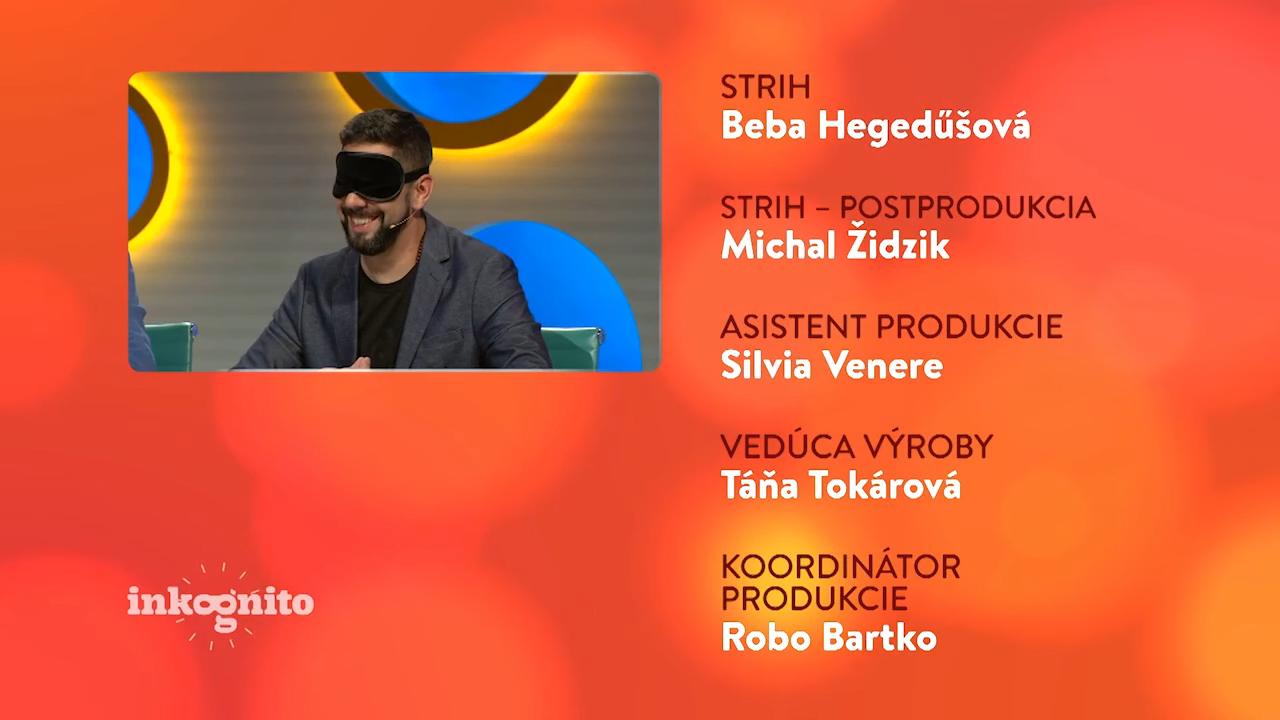 STRIH
Beba Hegedűšová
STRIH – POSTPRODUKCIA
Michal Židzik
ASISTENT PRODUKCIE
Silvia Venere
VEDÚCA VÝROBY
Táňa Tokárová
KOORDINÁTOR
PRODUKCIE
Robo Bartko
inkognito